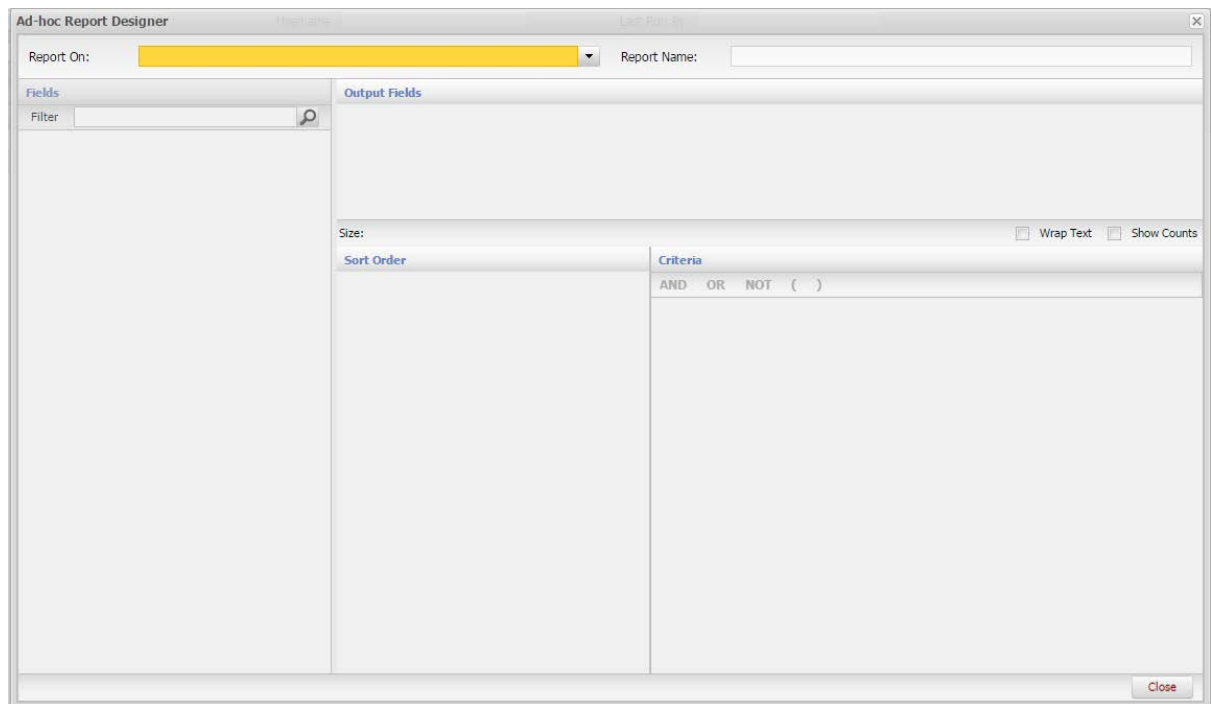 Ad-hoc Report Designer
Report On:
Report Name:
Fields
Output Fields
Filter
Size:
Wrap Text
Show Counts
Sort Order
Criteria
AND OR NOT ( )
Close